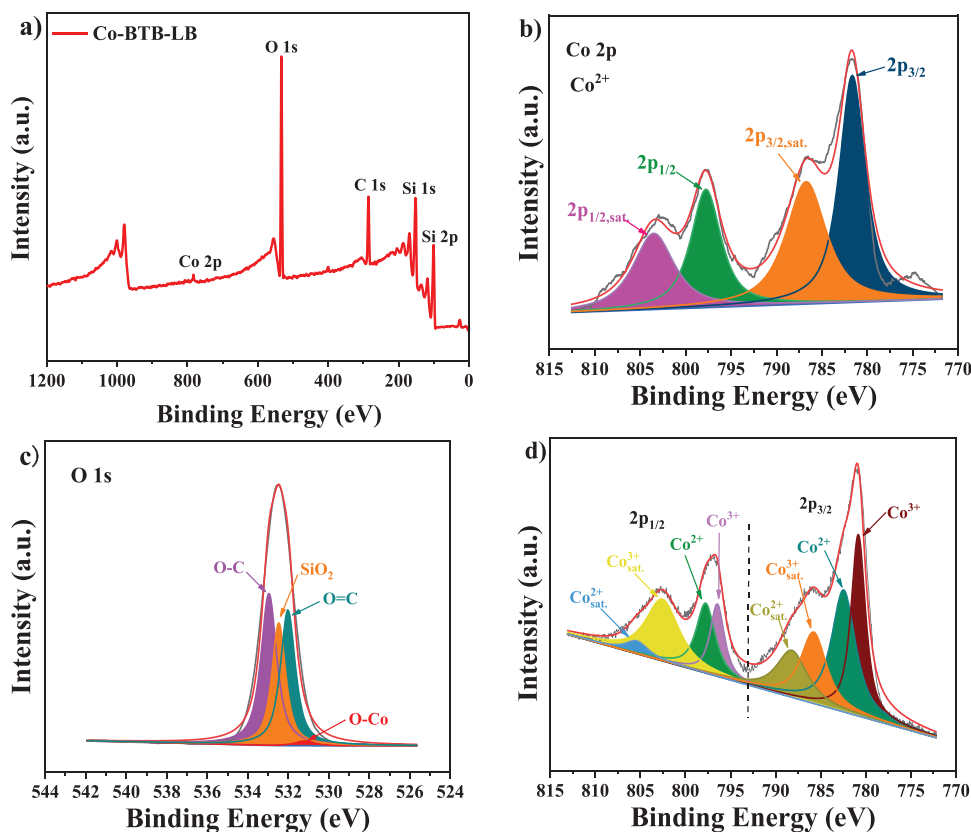 a)
Co-BTB-LB
O 1s
C 1s
Si 1s
Si 2p
Co 2p
Intensity (a.u.)
1200 1000 800 600 400 200 0
Binding Energy (eV)
b)
Co 2p
Co²⁺
2p3/2
2p3/2,sat.
2p1/2
2p1/2,sat.
Intensity (a.u.)
815 810 805 800 795 790 785 780 775 770
Binding Energy (eV)
c)
O 1s
O-C
SiO₂
O=C
O-Co
Intensity (a.u.)
544 542 540 538 536 534 532 530 528 526 524
Binding Energy (eV)
d)
2p1/2
2p3/2
Co³⁺
Co²⁺
Co³⁺
Co²⁺
Co³⁺sat.
Co³⁺sat.
Co²⁺sat.
Co²⁺sat.
Intensity (a.u.)
815 810 805 800 795 790 785 780 775 770
Binding Energy (eV)